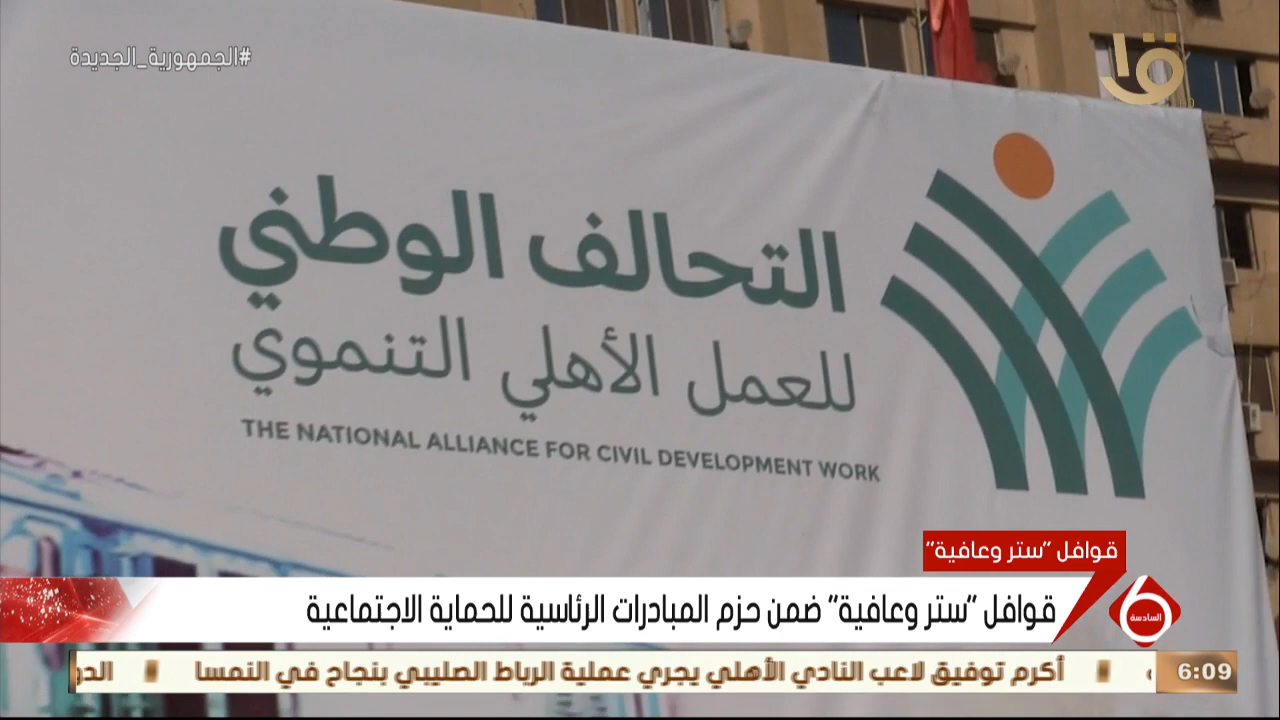 #الجمهورية_الجديدة
التحالف الوطني
للعمل الأهلي التنموي
THE NATIONAL ALLIANCE FOR CIVIL DEVELOPMENT WORK
قوافل "ستر وعافية"
قوافل "ستر وعافية" ضمن حزم المبادرات الرئاسية للحماية الاجتماعية
السادسة
6:09
أكرم توفيق لاعب النادي الأهلي يجري عملية الرباط الصليبي بنجاح في النمسا